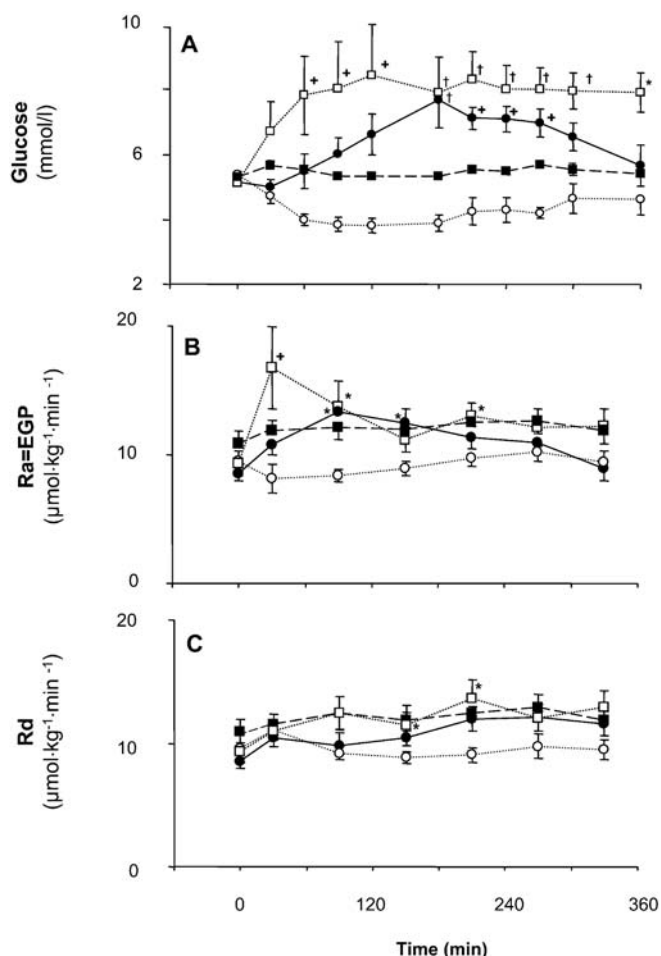 A
10
6
2
Glucose
(mmol/l)
+ + + † † † † † *
† + + +
B
20
10
0
Ra=EGP
(μmol·kg⁻¹·min ⁻¹)
+
* * * *
C
20
10
0
Rd
(μmol·kg⁻¹·min ⁻¹)
* *
0 120 240 360
Time (min)